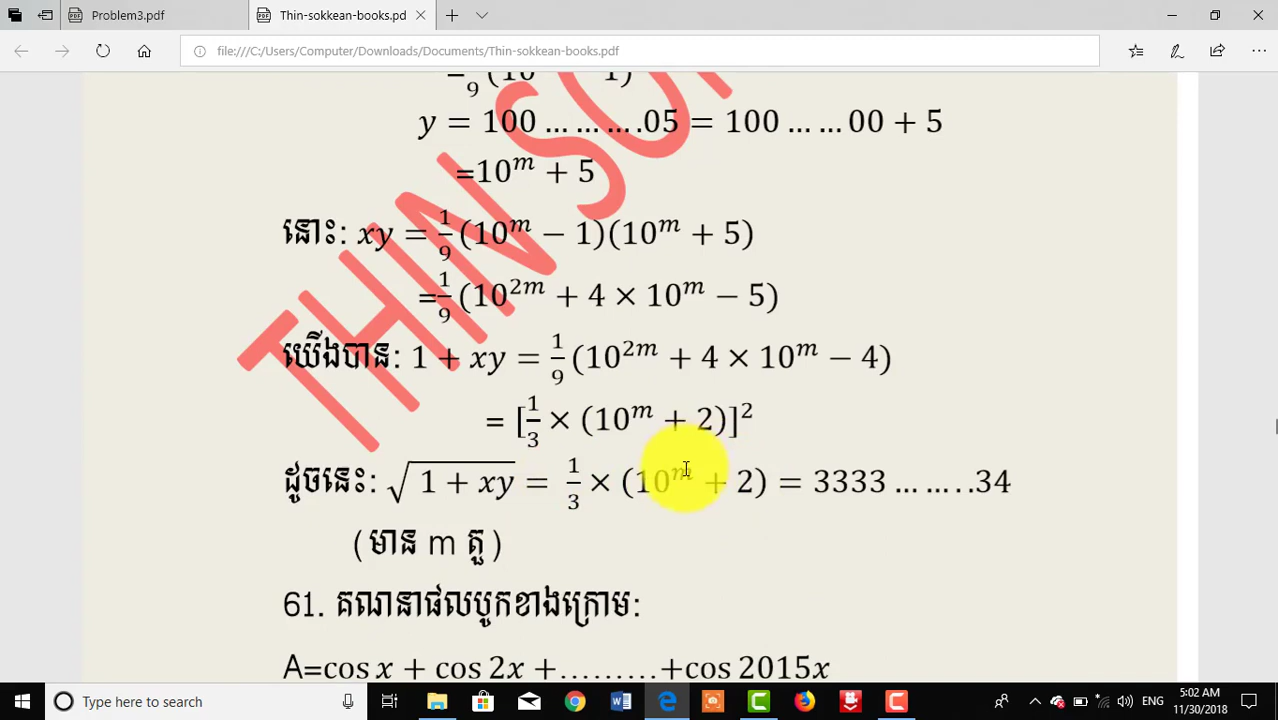 Problem3.pdf
Thin-sokkean-books.pd
file:///C:/Users/Computer/Downloads/Documents/Thin-sokkean-books.pdf
y = 100 … … … .05 = 100 … … 00 + 5
=10^m + 5
នោះ: xy = 1/9 (10^m − 1)(10^m + 5)
=1/9 (10^2m + 4 × 10^m − 5)
យើងបាន: 1 + xy = 1/9 (10^2m + 4 × 10^m − 4)
= [1/3 × (10^m + 2)]^2
ដូចនេះ: √1 + xy = 1/3 × (10^m + 2) = 3333 … … . .34
(មាន m តួ)
61. គណនាផលបូកខាងក្រោម:
A=cos x + cos 2x +………+cos 2015x
THIN SO
Type here to search
ENG
5:02 AM
11/30/2018